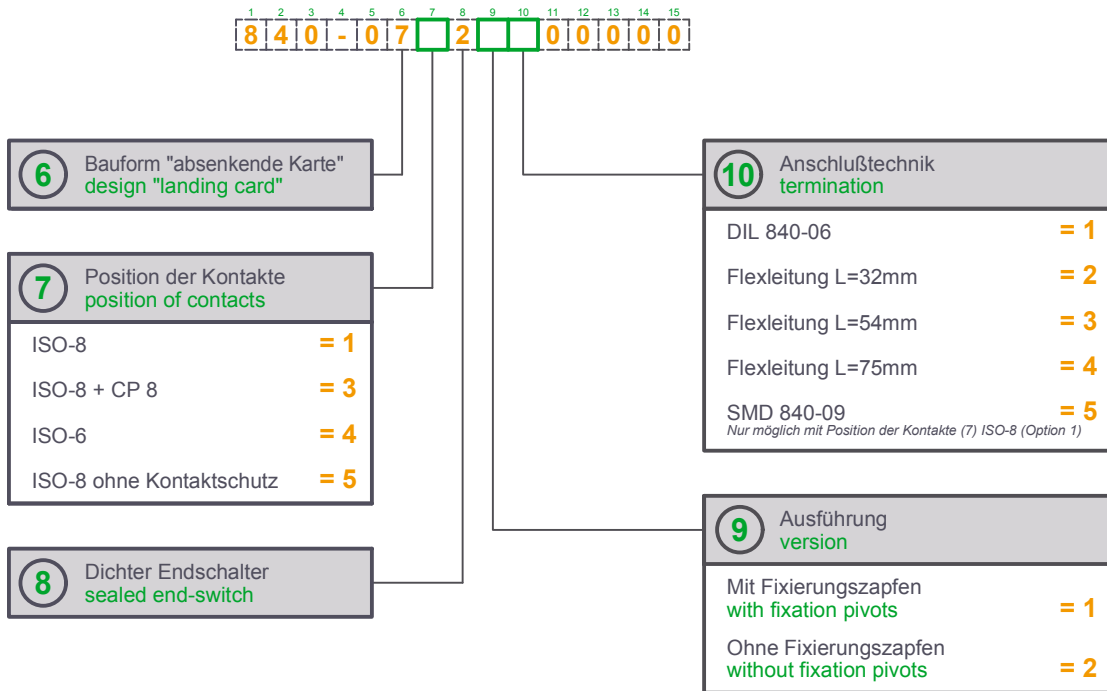 1 2 3 4 5 6 7 8 9 10 11 12 13 14 15
8 4 0 - 0 7 2 0 0 0 0 0
6 Bauform "absenkende Karte"
design "landing card"
7 Position der Kontakte
position of contacts
ISO-8 = 1
ISO-8 + CP 8 = 3
ISO-6 = 4
ISO-8 ohne Kontaktschutz = 5
8 Dichter Endschalter
sealed end-switch
10 Anschlußtechnik
termination
DIL 840-06 = 1
Flexleitung L=32mm = 2
Flexleitung L=54mm = 3
Flexleitung L=75mm = 4
SMD 840-09 = 5
Nur möglich mit Position der Kontakte (7) ISO-8 (Option 1)
9 Ausführung
version
Mit Fixierungszapfen
with fixation pivots = 1
Ohne Fixierungszapfen
without fixation pivots = 2